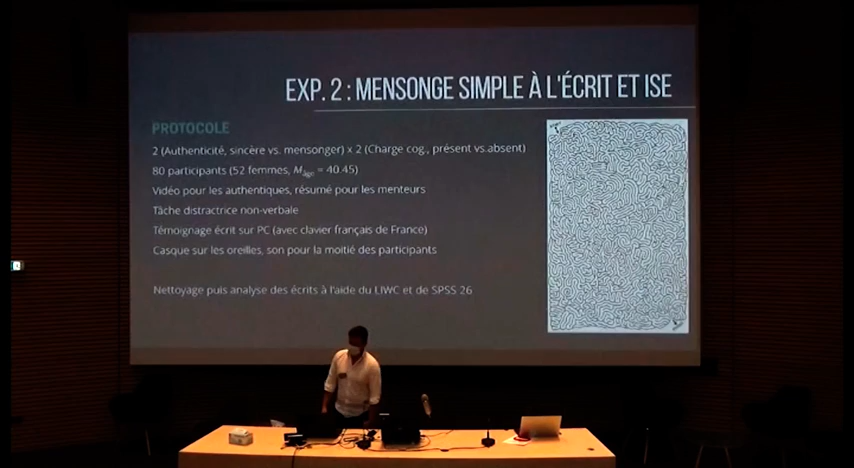 EXP. 2 : MENSONGE SIMPLE À L'ÉCRIT ET ISE
PROTOCOLE
2 (Authenticité, sincère vs. mensonger) x 2 (Charge cog., présent vs.absent)
80 participants (52 femmes, Mâge = 40.45)
Vidéo pour les authentiques, résumé pour les menteurs
Tâche distractrice non-verbale
Témoignage écrit sur PC (avec clavier français de France)
Casque sur les oreilles, son pour la moitié des participants
Nettoyage puis analyse des écrits à l'aide du LIWC et de SPSS 26